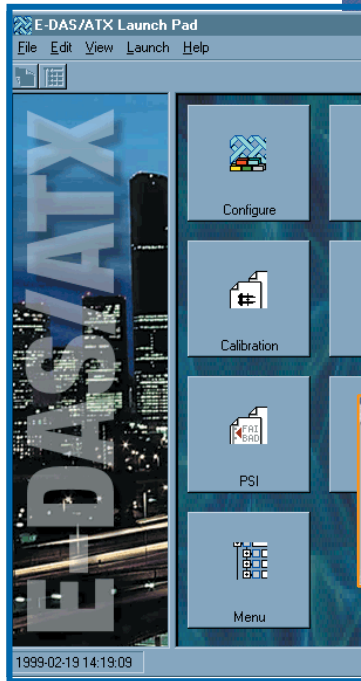 E-DAS/ATX Launch Pad
File Edit View Launch Help
E-DAS/ATX
Configure
Calibration
FAI
BAD
PSI
Menu
1999-02-19 14:19:09